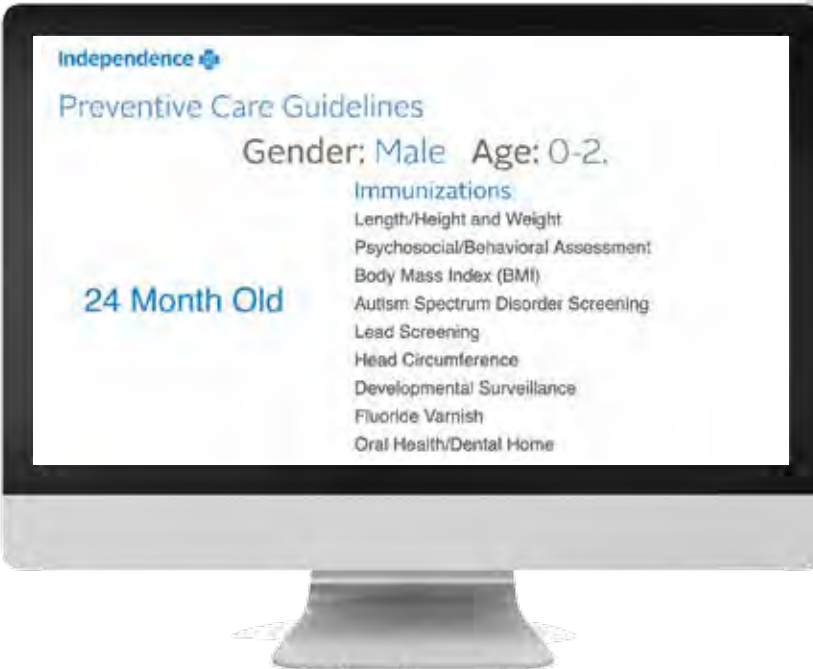 Independence
Preventive Care Guidelines
Gender: Male Age: 0-2.
Immunizations
Length/Height and Weight
Psychosocial/Behavioral Assessment
Body Mass Index (BMI)
24 Month Old
Autism Spectrum Disorder Screening
Lead Screening
Head Circumference
Developmental Surveillance
Fluoride Varnish
Oral Health/Dental Home